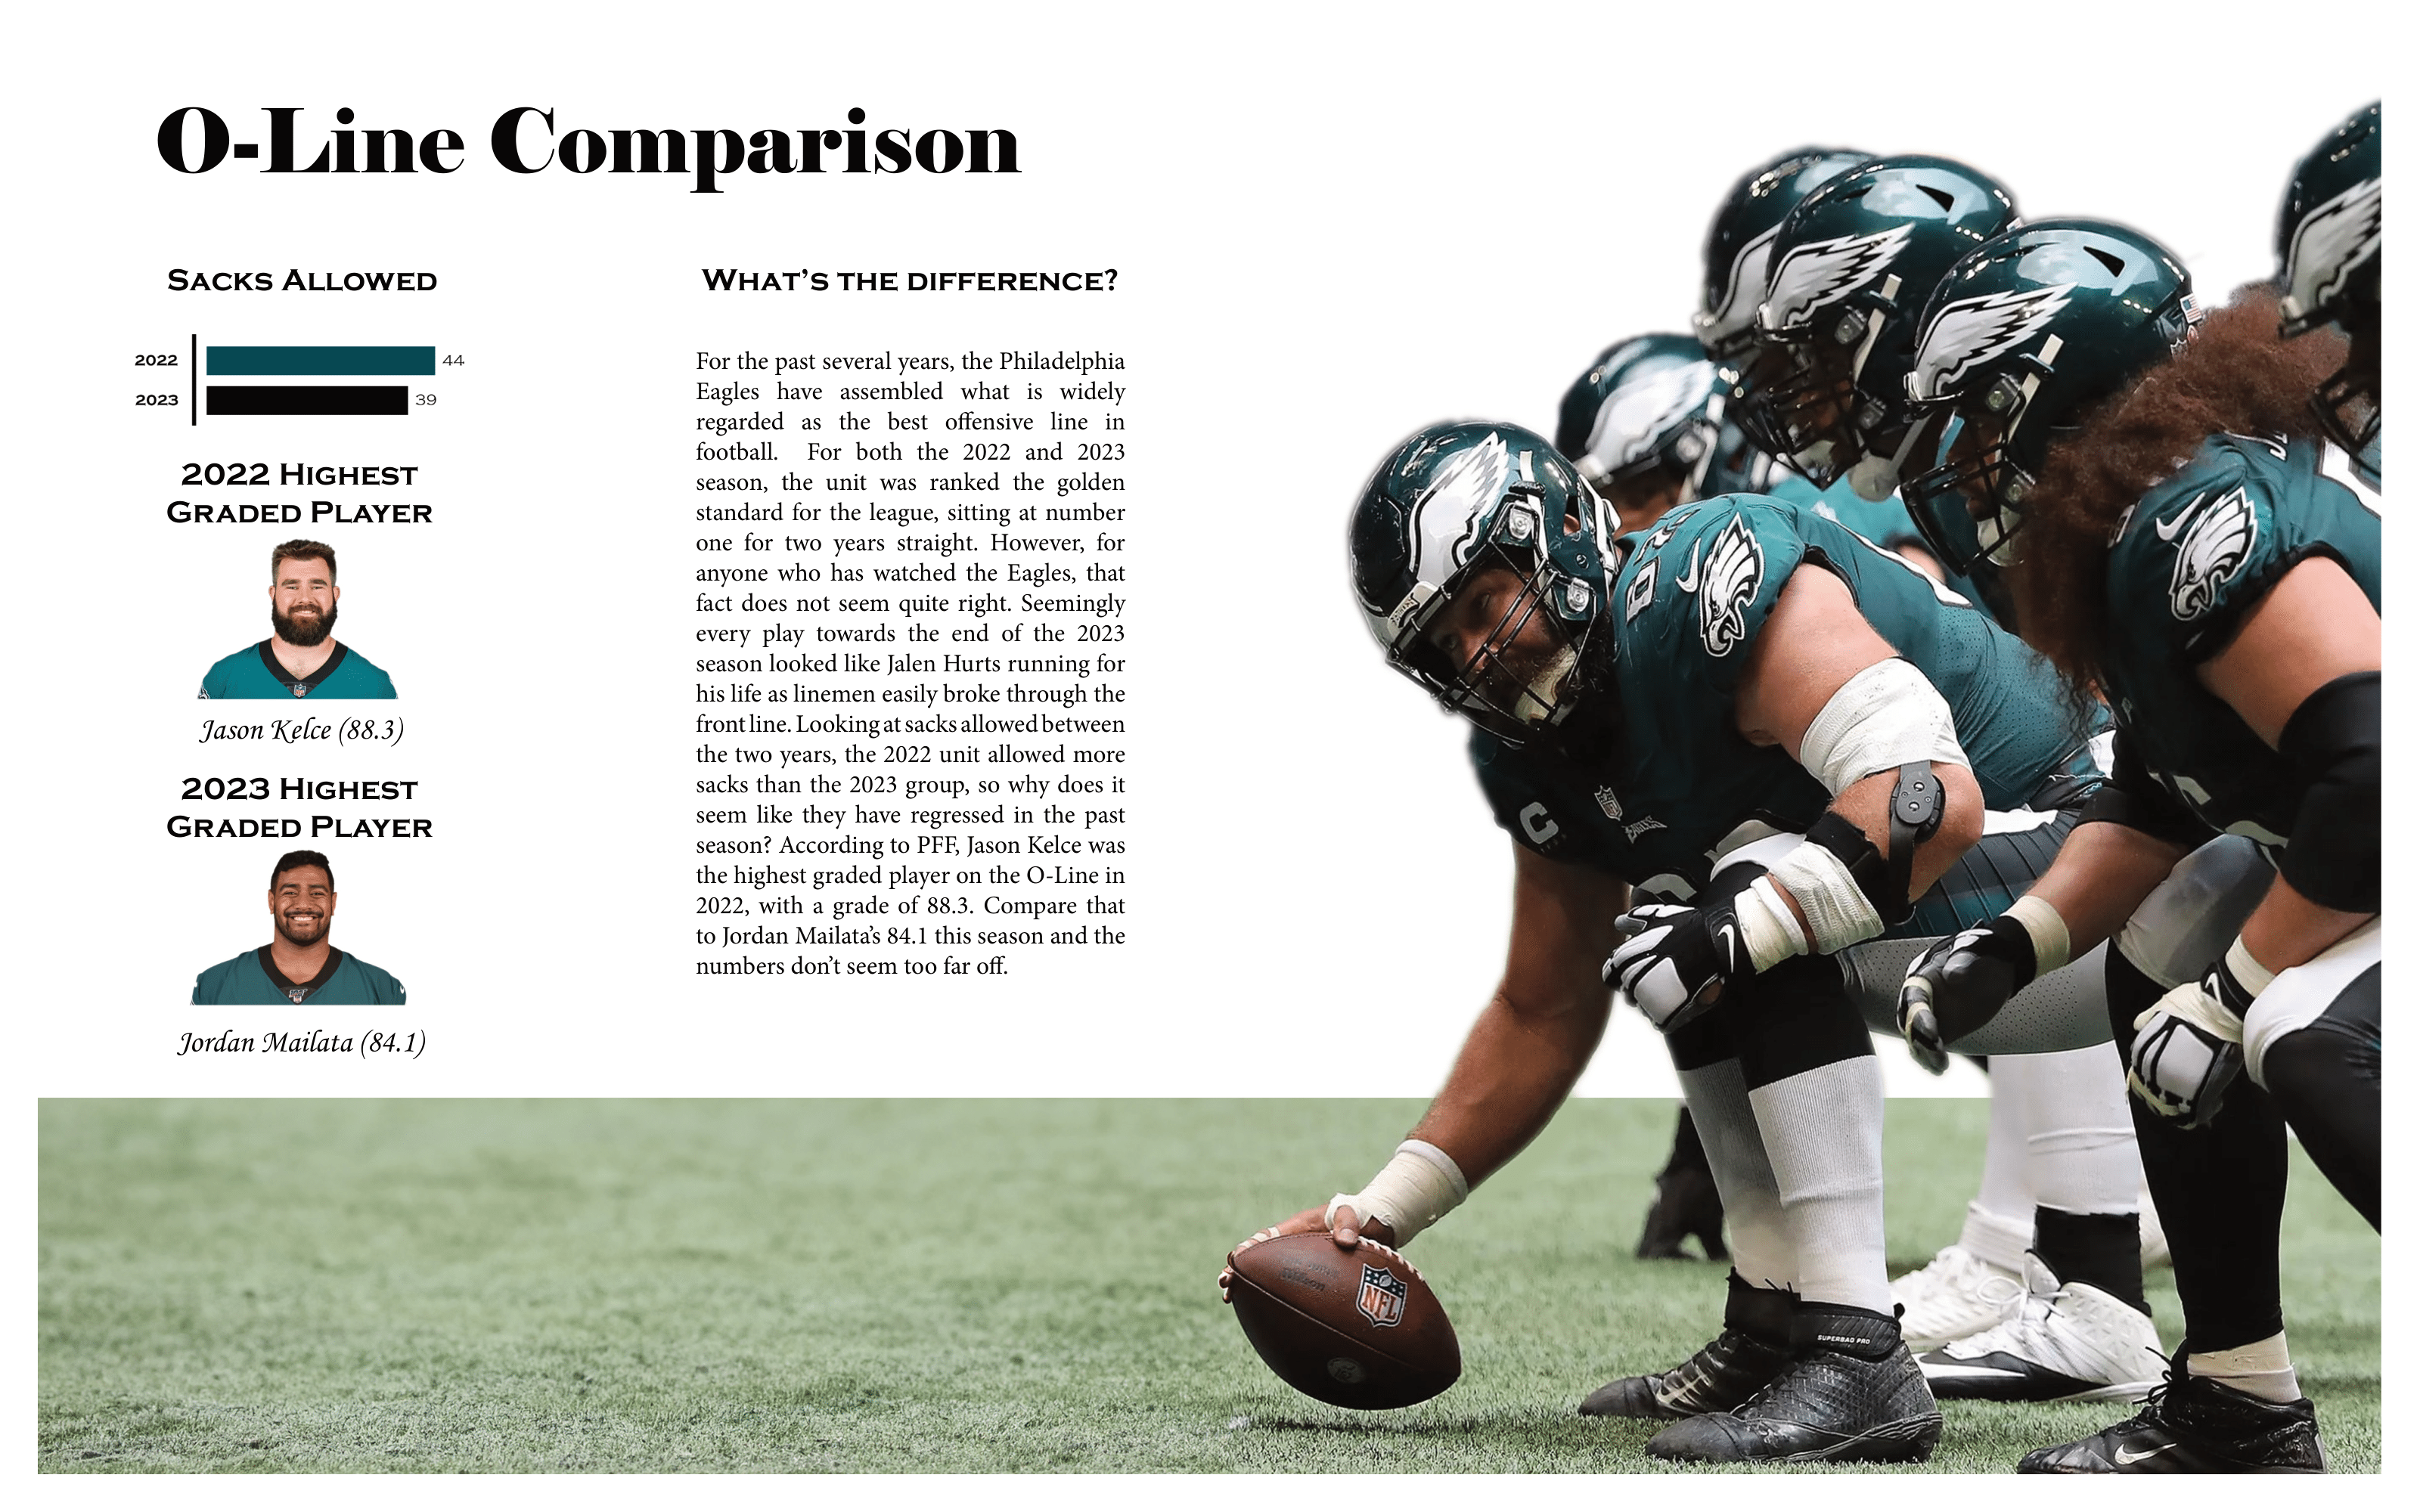 O-Line Comparison
SACKS ALLOWED
2022 44
2023 39
2022 HIGHEST
GRADED PLAYER
Jason Kelce (88.3)
2023 HIGHEST
GRADED PLAYER
Jordan Mailata (84.1)
WHAT'S THE DIFFERENCE?
For the past several years, the Philadelphia
Eagles have assembled what is widely
regarded as the best offensive line in
football. For both the 2022 and 2023
season, the unit was ranked the golden
standard for the league, sitting at number
one for two years straight. However, for
anyone who has watched the Eagles, that
fact does not seem quite right. Seemingly
every play towards the end of the 2023
season looked like Jalen Hurts running for
his life as linemen easily broke through the
front line. Looking at sacks allowed between
the two years, the 2022 unit allowed more
sacks than the 2023 group, so why does it
seem like they have regressed in the past
season? According to PFF, Jason Kelce was
the highest graded player on the O-Line in
2022, with a grade of 88.3. Compare that
to Jordan Mailata's 84.1 this season and the
numbers don't seem too far off.
C
EAGLES
NFL
SUPERBAD PRO